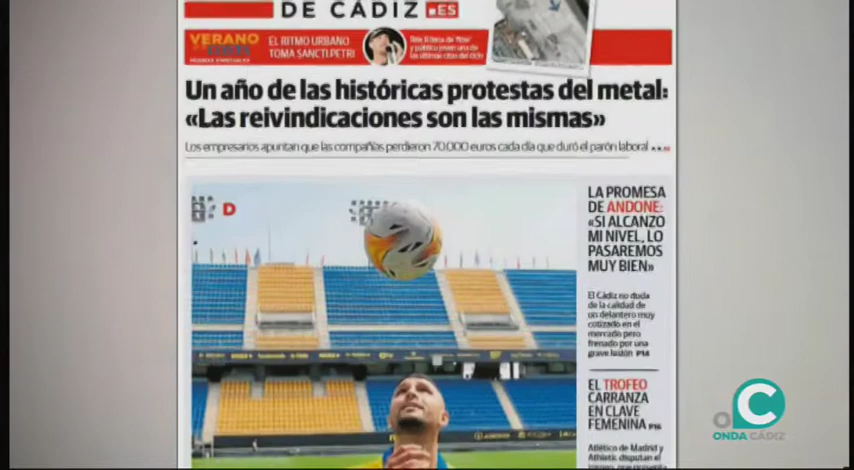 DE CÁDIZ .ES
VERANO
EL RITMO URBANO
TOMA SANCTI PETRI
Un año de las históricas protestas del metal:
«Las reivindicaciones son las mismas»
Los empresarios apuntan que las compañías perdieron 70.000 euros cada día que duró el parón laboral
D
LA PROMESA
DE ANDONE:
«SI ALCANZO
MI NIVEL, LO
PASAREMOS
MUY BIEN»
El Cádiz no duda
de la calidad de
un delantero muy
cotizado en el
mercado pero
frenado por una
grave lesión P14
EL TROFEO
CARRANZA
EN CLAVE
FEMENINA P16
Atlético de Madrid y
Athletic disputan el
C
ONDA CÁDIZ